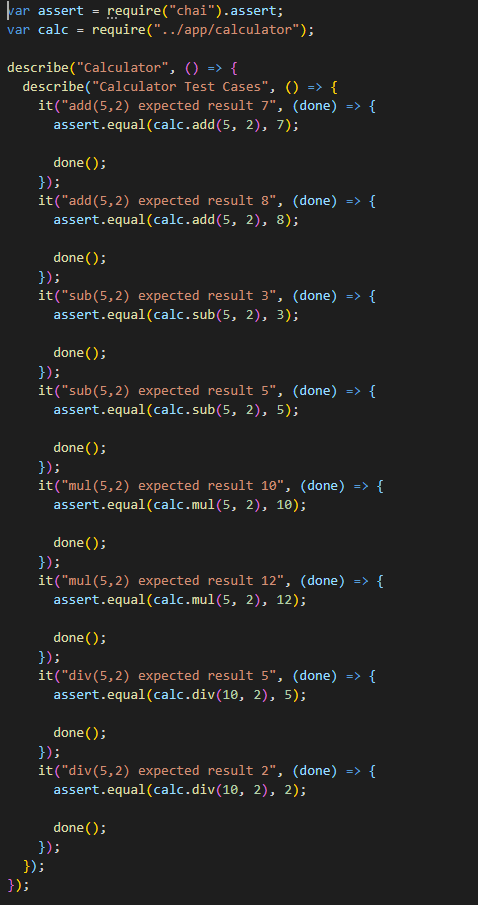 var assert = require("chai").assert;
var calc = require("../app/calculator");

describe("Calculator", () => {
  describe("Calculator Test Cases", () => {
    it("add(5,2) expected result 7", (done) => {
      assert.equal(calc.add(5, 2), 7);

      done();
    });
    it("add(5,2) expected result 8", (done) => {
      assert.equal(calc.add(5, 2), 8);

      done();
    });
    it("sub(5,2) expected result 3", (done) => {
      assert.equal(calc.sub(5, 2), 3);

      done();
    });
    it("sub(5,2) expected result 5", (done) => {
      assert.equal(calc.sub(5, 2), 5);

      done();
    });
    it("mul(5,2) expected result 10", (done) => {
      assert.equal(calc.mul(5, 2), 10);

      done();
    });
    it("mul(5,2) expected result 12", (done) => {
      assert.equal(calc.mul(5, 2), 12);

      done();
    });
    it("div(5,2) expected result 5", (done) => {
      assert.equal(calc.div(10, 2), 5);

      done();
    });
    it("div(5,2) expected result 2", (done) => {
      assert.equal(calc.div(10, 2), 2);

      done();
    });
  });
});